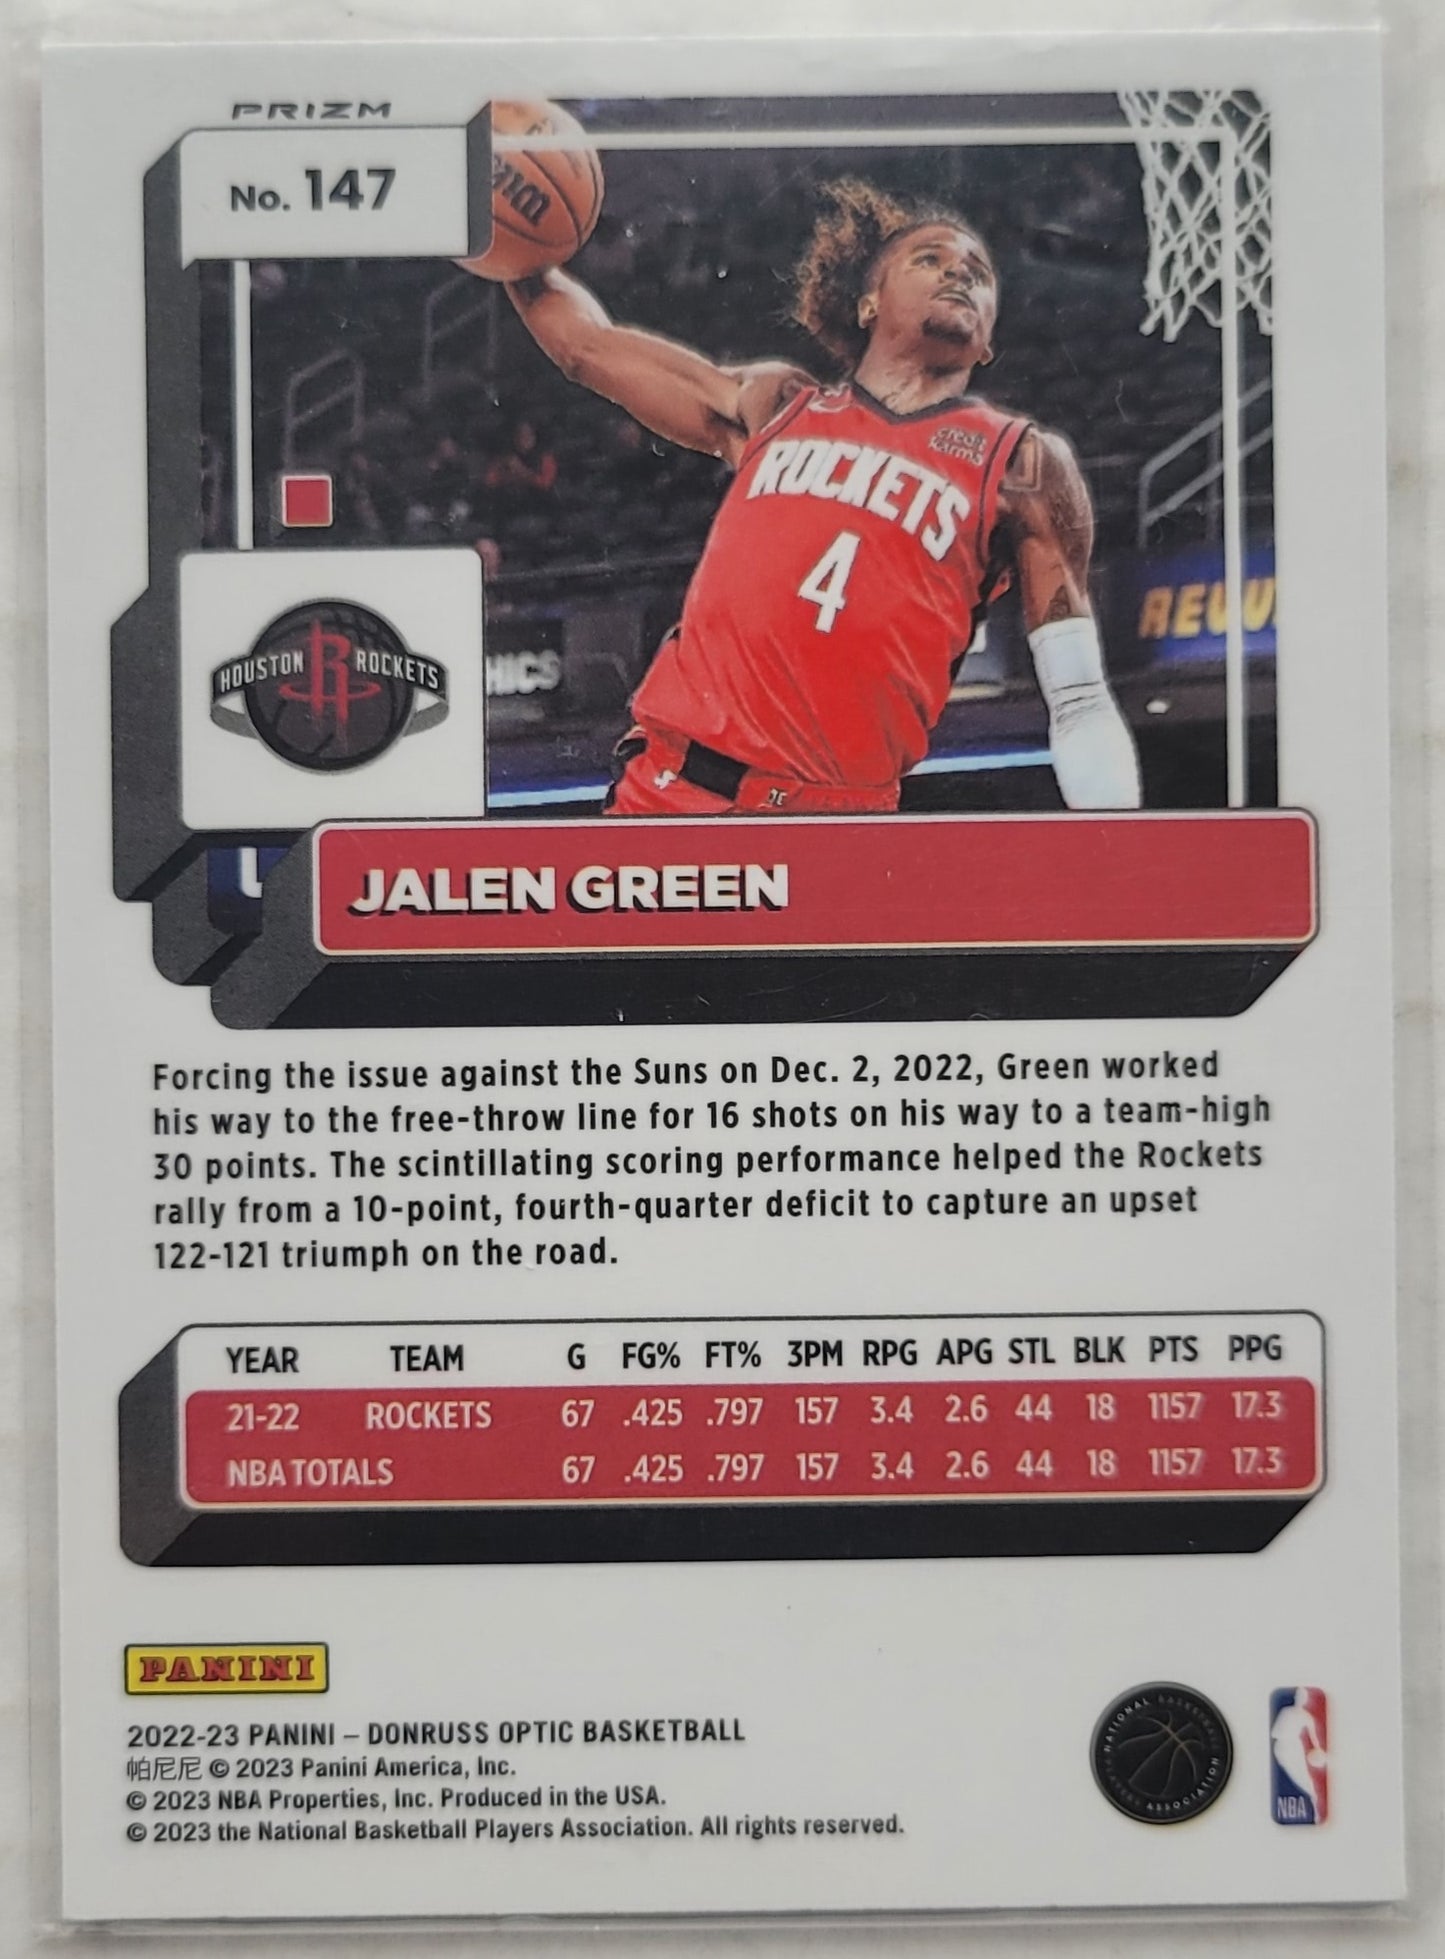 PRIZM
No. 147
ROCKETS
credit karma
4
HOUSTON ROCKETS
JALEN GREEN
Forcing the issue against the Suns on Dec. 2, 2022, Green worked
his way to the free-throw line for 16 shots on his way to a team-high
30 points. The scintillating scoring performance helped the Rockets
rally from a 10-point, fourth-quarter deficit to capture an upset
122-121 triumph on the road.
YEAR TEAM G FG% FT% 3PM RPG APG STL BLK PTS PPG
21-22 ROCKETS 67 .425 .797 157 3.4 2.6 44 18 1157 17.3
NBA TOTALS 67 .425 .797 157 3.4 2.6 44 18 1157 17.3
PANINI
2022-23 PANINI – DONRUSS OPTIC BASKETBALL
帕尼尼 © 2023 Panini America, Inc.
© 2023 NBA Properties, Inc. Produced in the USA.
© 2023 the National Basketball Players Association. All rights reserved.
NATIONAL BASKETBALL PLAYERS ASSOCIATION
NBA